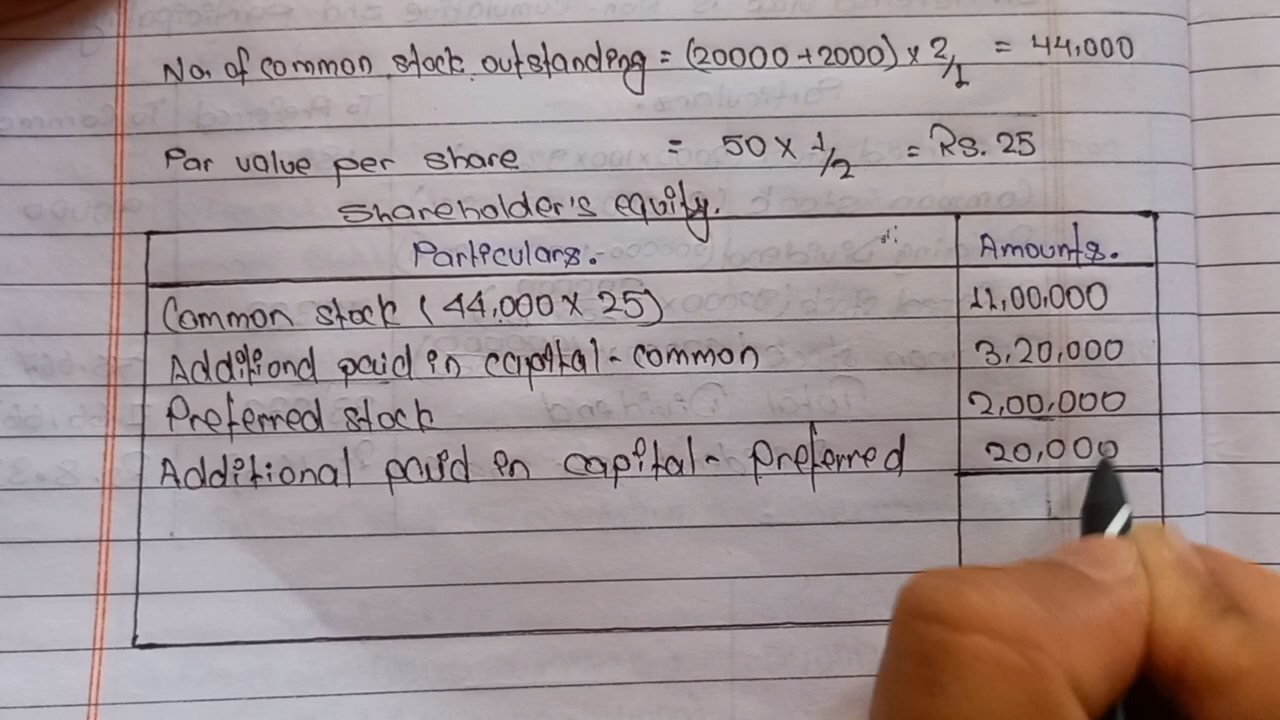 No. of common stock outstanding = (20000+2000) × 2/1 = 44,000
Par value per share = 50 × 1/2 = Rs. 25
Shareholder's equity.
Particulars.- Amounts.
Common stock (44,000 × 25) 11,00,000
Additiond paid in capital - common 3,20,000
Preferred stock 2,00,000
Additional paid in capital - Preferred 20,000